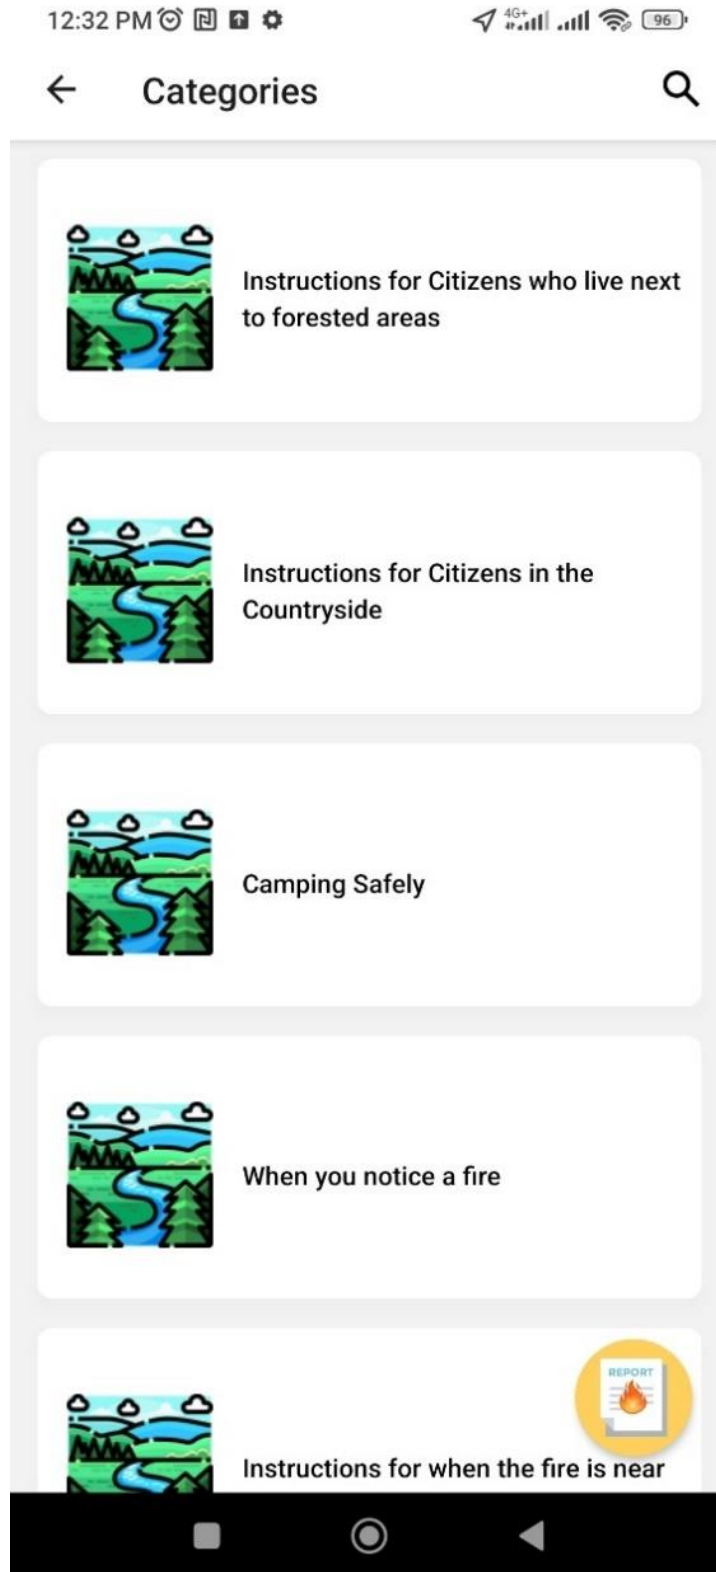 12:32 PM
4G+
96
Categories
Instructions for Citizens who live next
to forested areas
Instructions for Citizens in the
Countryside
Camping Safely
When you notice a fire
REPORT
Instructions for when the fire is near